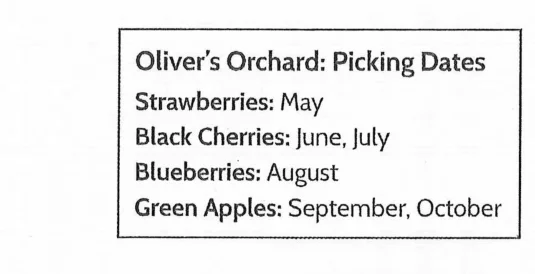 Oliver's Orchard: Picking Dates
Strawberries: May
Black Cherries: June, July
Blueberries: August
Green Apples: September, October